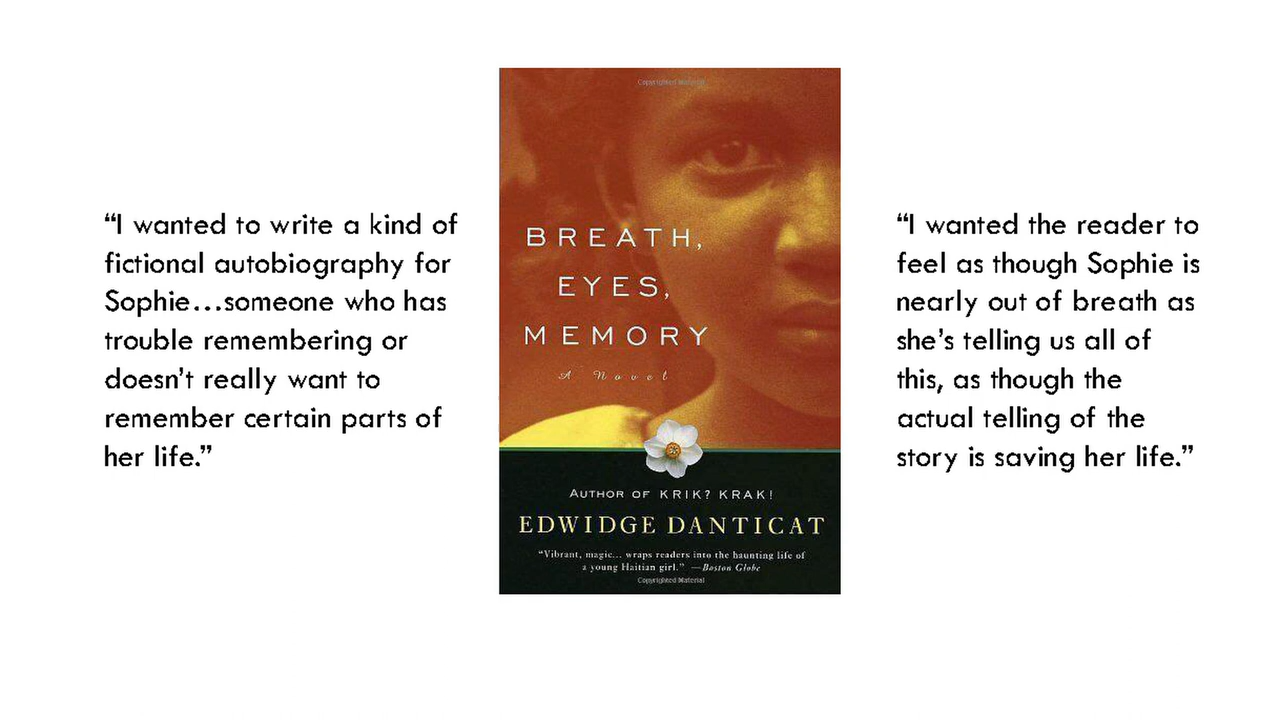 “I wanted to write a kind of
fictional autobiography for
Sophie…someone who has
trouble remembering or
doesn’t really want to
remember certain parts of
her life.”
Copyrighted Material
BREATH,
EYES,
MEMORY
A Novel
AUTHOR OF KRIK? KRAK!
EDWIDGE DANTICAT
“Vibrant, magic... wraps readers into the haunting life of
a young Haitian girl.” —Boston Globe
Copyrighted Material
“I wanted the reader to
feel as though Sophie is
nearly out of breath as
she’s telling us all of
this, as though the
actual telling of the
story is saving her life.”